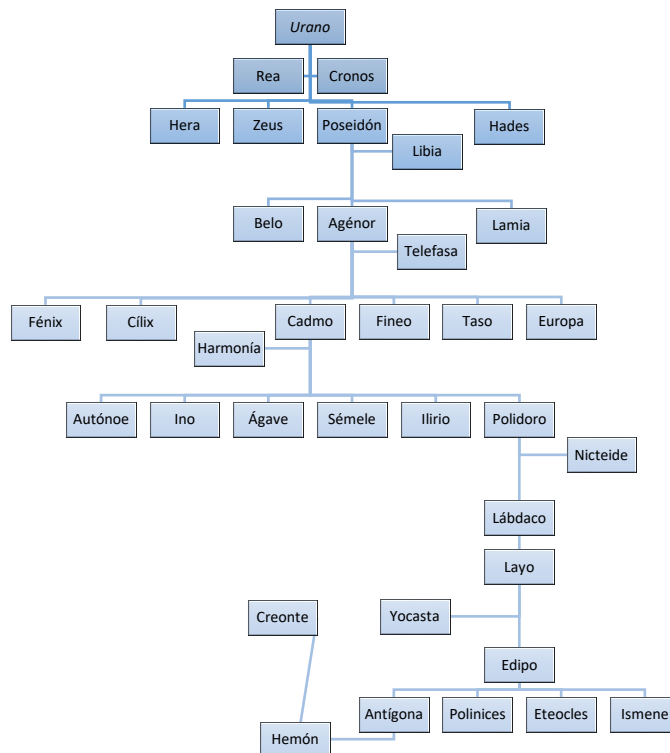 Urano
Rea Cronos
Hera Zeus Poseidón Hades
Libia
Belo Agénor Lamia
Telefasa
Fénix Cílix Cadmo Fineo Taso Europa
Harmonía
Autónoe Ino Ágave Sémele Ilirio Polidoro
Nicteide
Lábdaco
Layo
Creonte Yocasta
Edipo
Antígona Polinices Eteocles Ismene
Hemón